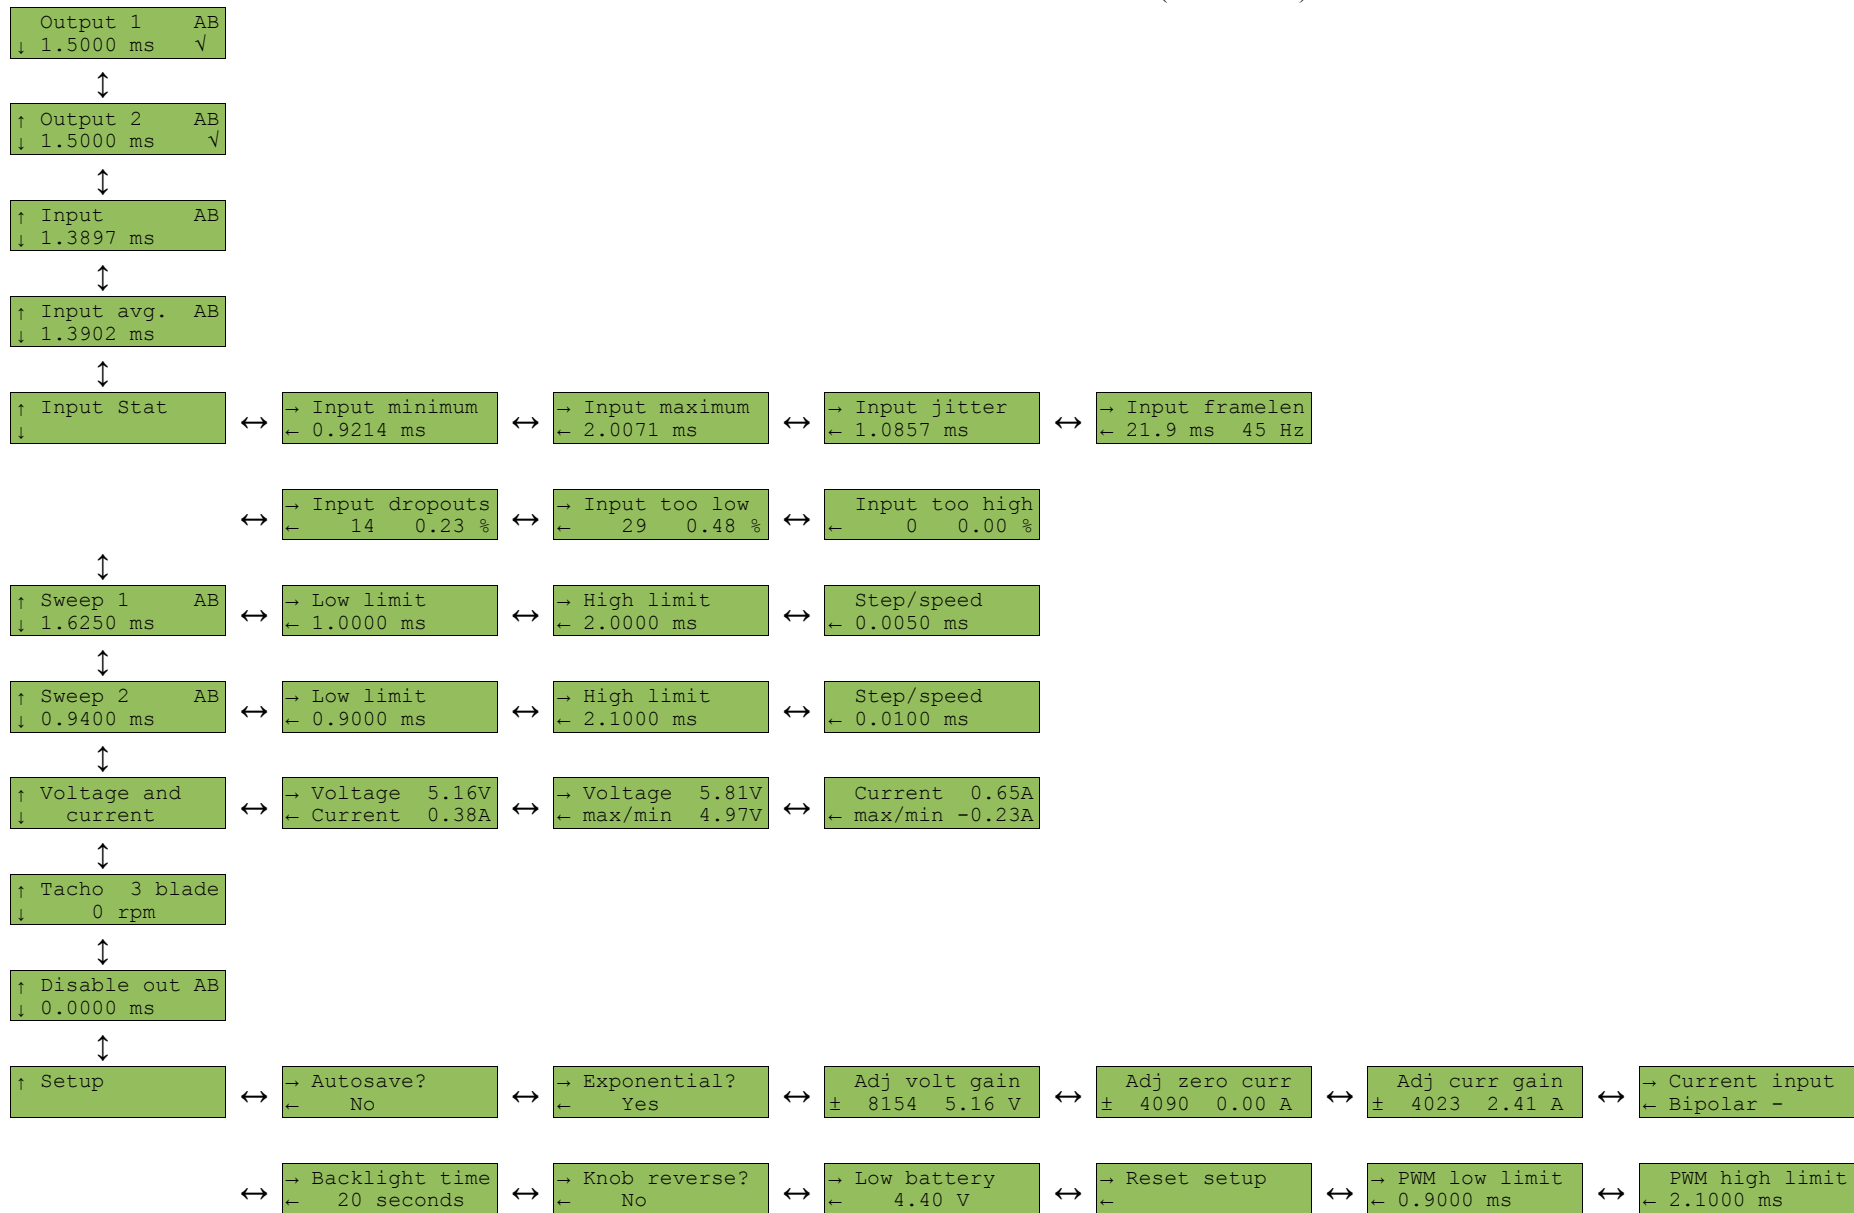 Output 1 AB
↓ 1.5000 ms √
↕
↑ Output 2 AB
↓ 1.5000 ms √
↕
↑ Input AB
↓ 1.3897 ms
↕
↑ Input avg. AB
↓ 1.3902 ms
↕
↑ Input Stat
↓
↔
→ Input minimum
← 0.9214 ms
↔
→ Input maximum
← 2.0071 ms
↔
→ Input jitter
← 1.0857 ms
↔
→ Input framelen
← 21.9 ms 45 Hz
↔
→ Input dropouts
← 14 0.23 %
↔
→ Input too low
← 29 0.48 %
↔
Input too high
← 0 0.00 %
↕
↑ Sweep 1 AB
↓ 1.6250 ms
↔
→ Low limit
← 1.0000 ms
↔
→ High limit
← 2.0000 ms
↔
Step/speed
← 0.0050 ms
↕
↑ Sweep 2 AB
↓ 0.9400 ms
↔
→ Low limit
← 0.9000 ms
↔
→ High limit
← 2.1000 ms
↔
Step/speed
← 0.0100 ms
↕
↑ Voltage and
↓ current
↔
→ Voltage 5.16V
← Current 0.38A
↔
→ Voltage 5.81V
← max/min 4.97V
↔
Current 0.65A
← max/min -0.23A
↕
↑ Tacho 3 blade
↓ 0 rpm
↕
↑ Disable out AB
↓ 0.0000 ms
↕
↑ Setup
↔
→ Autosave?
← No
↔
→ Exponential?
← Yes
↔
Adj volt gain
± 8154 5.16 V
↔
Adj zero curr
± 4090 0.00 A
↔
Adj curr gain
± 4023 2.41 A
↔
→ Current input
← Bipolar -
↔
→ Backlight time
← 20 seconds
↔
→ Knob reverse?
← No
↔
→ Low battery
← 4.40 V
↔
→ Reset setup
←
↔
→ PWM low limit
← 0.9000 ms
↔
PWM high limit
← 2.1000 ms